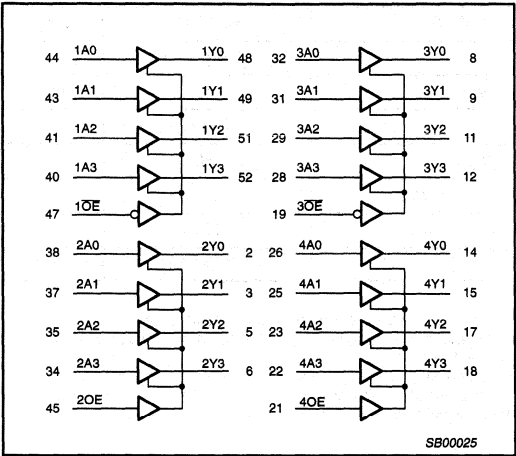 44 1A0 1Y0 48 32 3A0 3Y0 8
43 1A1 1Y1 49 31 3A1 3Y1 9
41 1A2 1Y2 51 29 3A2 3Y2 11
40 1A3 1Y3 52 28 3A3 3Y3 12
47 1O̅E̅ 19 3O̅E̅
38 2A0 2Y0 2 26 4A0 4Y0 14
37 2A1 2Y1 3 25 4A1 4Y1 15
35 2A2 2Y2 5 23 4A2 4Y2 17
34 2A3 2Y3 6 22 4A3 4Y3 18
45 2OE 21 4OE
SB00025